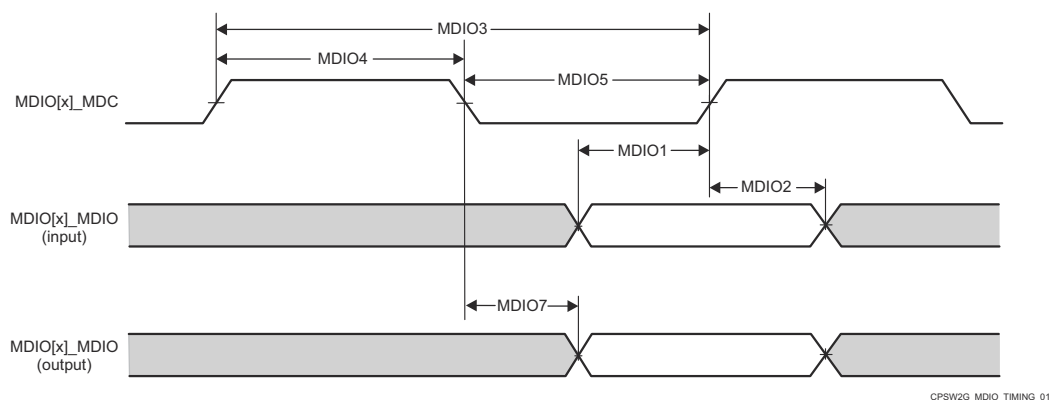 MDIO3
MDIO4
MDIO5
MDIO[x]_MDC
MDIO1
MDIO2
MDIO[x]_MDIO
(input)
MDIO7
MDIO[x]_MDIO
(output)
CPSW2G_MDIO_TIMING_01